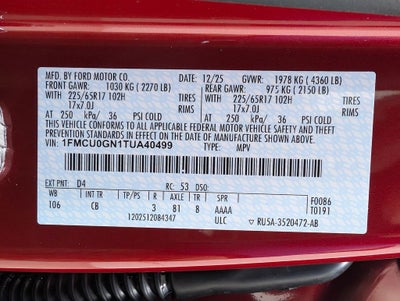 MFD. BY FORD MOTOR CO. 12/25 GVWR: 1978 KG ( 4360 LB)
FRONT GAWR: 1030 KG ( 2270 LB) REAR GAWR: 975 KG ( 2150 LB)
WITH 225/65R17 102H TIRES WITH 225/65R17 102H TIRES
17x7.0J RIMS 17x7.0J RIMS
AT 250 kPa/ 36 PSI COLD AT 250 kPa/ 36 PSI COLD
THIS VEHICLE CONFORMS TO ALL APPLICABLE FEDERAL MOTOR VEHICLE SAFETY
AND THEFT PREVENTION STANDARDS IN EFFECT ON THE DATE OF MANUFACTURE SHOWN ABOVE.
VIN: 1FMCU0GN1TUA40499 TYPE: MPV
EXT PNT: D4 RC: 53 DSO:
WB INT TR TP/PS R AXLE TR SPR F0086
106 CB 3 81 8 AAAA T0191
1202512084347 ULC RU5A-3520472-AB